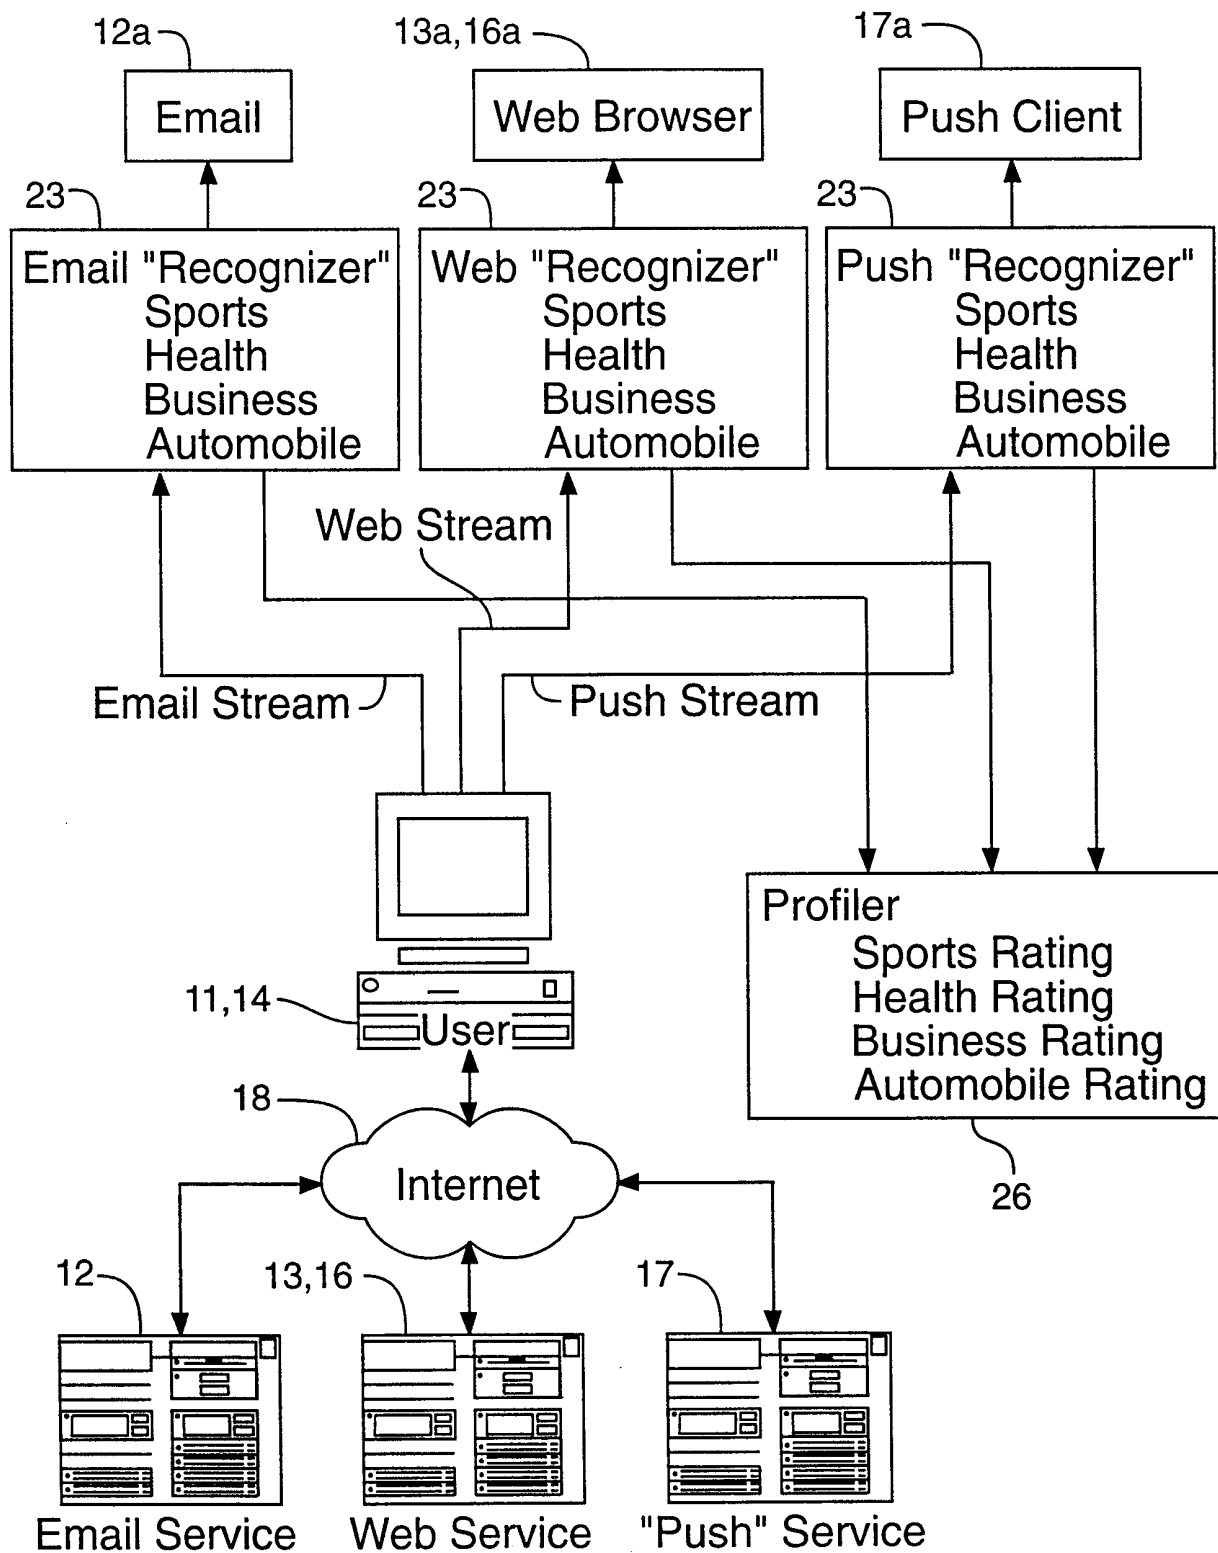 12a
13a,16a
17a
Email
Web Browser
Push Client
23
23
23
Email "Recognizer"
Sports
Health
Business
Automobile
Web "Recognizer"
Sports
Health
Business
Automobile
Push "Recognizer"
Sports
Health
Business
Automobile
Web Stream
Email Stream
Push Stream
Profiler
Sports Rating
Health Rating
Business Rating
Automobile Rating
11,14
User
18
Internet
26
12
13,16
17
Email Service
Web Service
"Push" Service